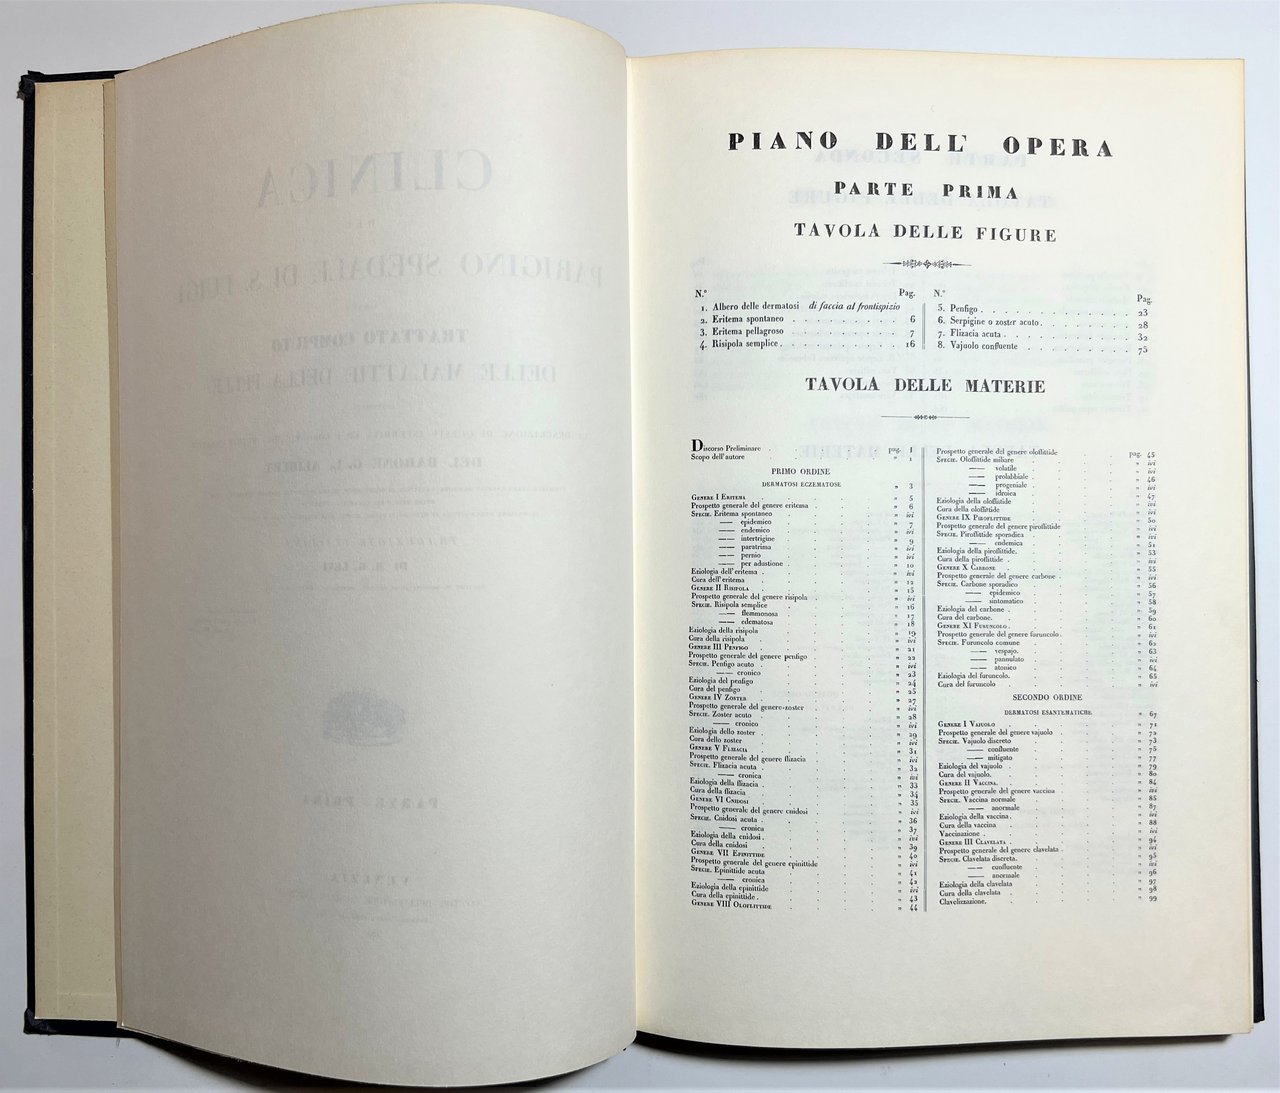 PIANO DELL' OPERA
PARTE PRIMA
TAVOLA DELLE FIGURE
N.° Pag.
1. Albero delle dermatosi di faccia al frontispizio
2. Eritema spontaneo 6
3. Eritema pellagroso 7
4. Risipola semplice 16
N.° Pag.
5. Penfigo 23
6. Serpigine o zoster acuto 28
7. Flizacia acuta 32
8. Vajuolo confluente 75
TAVOLA DELLE MATERIE
Discorso Preliminare pag. 1
Scopo dell'autore " 1
PRIMO ORDINE
DERMATOSI ECZEMATOSE " 3
GENERE I ERITEMA " 5
Prospetto generale del genere eritema " 6
SPECIE. Eritema spontaneo " ivi
—— epidemico " 7
—— endemico " ivi
—— intertrigine " ivi
—— paratrima " 9
—— pernio " ivi
—— per adustione " 10
Eziologia dell'eritema " ivi
Cura dell'eritema " 12
GENERE II RISIPOLA " 15
Prospetto generale del genere risipola " ivi
SPECIE. Risipola semplice " 16
—— flemmonosa " 17
—— edematosa " 18
Eziologia della risipola " 19
Cura della risipola " ivi
GENERE III PENFIGO " 21
Prospetto generale del genere penfigo " 22
SPECIE. Penfigo acuto " ivi
—— cronico " 23
Eziologia del penfigo " 24
Cura del penfigo " 25
GENERE IV ZOSTER " 27
Prospetto generale del genere-zoster " ivi
SPECIE. Zoster acuto " 28
—— cronico " ivi
Eziologia dello zoster " 29
Cura dello zoster " ivi
GENERE V FLIZACIA " 31
Prospetto generale del genere flizacia " ivi
SPECIE. Flizacia acuta " 32
—— cronica " ivi
Eziologia della flizacia " 33
Cura della flizacia " 34
GENERE VI CNIDOSI " 35
Prospetto generale del genere cnidosi " ivi
SPECIE. Cnidosi acuta " 36
—— cronica " 37
Eziologia della cnidosi " ivi
Cura della cnidosi " 39
GENERE VII EPINITTIDE " 40
Prospetto generale del genere epinittide " ivi
SPECIE. Epinittide acuta " 41
—— cronica " 42
Eziologia della epinittide " ivi
Cura della epinittide " 43
GENERE VIII OLOFLITTIDE " 44
Prospetto generale del genere oloflittide pag. 45
SPECIE. Oloflittide miliare " ivi
—— volatile " ivi
—— prolabbiale " 46
—— progeniale " ivi
—— idroica " 47
Eziologia della oloflittide " ivi
Cura della oloflittide " ivi
GENERE IX PIROFLITTIDE " 50
Prospetto generale del genere piroflittide " ivi
SPECIE. Piroflittide sporadica " ivi
—— endemica " 51
Eziologia della piroflittide " 53
Cura della piroflittide " ivi
GENERE X CARBONE " 55
Prospetto generale del genere carbone " ivi
SPECIE. Carbone sporadico " 56
—— epidemico " 57
—— sintomatico " 58
Eziologia del carbone " 59
Cura del carbone. " 60
GENERE XI FURUNCOLO " 61
Prospetto generale del genere furuncolo " ivi
SPECIE. Furuncolo comune " 62
—— vespajo. " 63
—— pannulato " ivi
—— atonico " 64
Eziologia del furuncolo. " 65
Cura del furuncolo " ivi
SECONDO ORDINE
DERMATOSI ESANTEMATICHE " 67
GENERE I VAJUOLO " 71
Prospetto generale del genere vajuolo " 72
SPECIE. Vajuolo discreto " 73
—— confluente " 75
—— mitigato " 77
Eziologia del vajuolo " 79
Cura del vajuolo. " 80
GENERE II VACCINA. " 84
Prospetto generale del genere vaccina " ivi
SPECIE. Vaccina normale " 85
—— anormale " 87
Eziologia della vaccina. " ivi
Cura della vaccina " 88
Vaccinazione " ivi
GENERE III CLAVELATA " 94
Prospetto generale del genere clavelata " ivi
SPECIE. Clavelata discreta. " 95
—— confluente " ivi
—— anormale " 96
Eziologia della clavelata " 97
Cura della clavelata " 98
Clavelizzazione. " 99